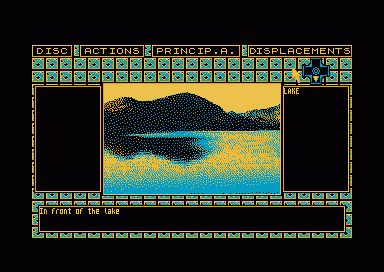 DISC ACTIONS PRINCIP.A. DISPLACEMENTS
LAKE
In front of the lake